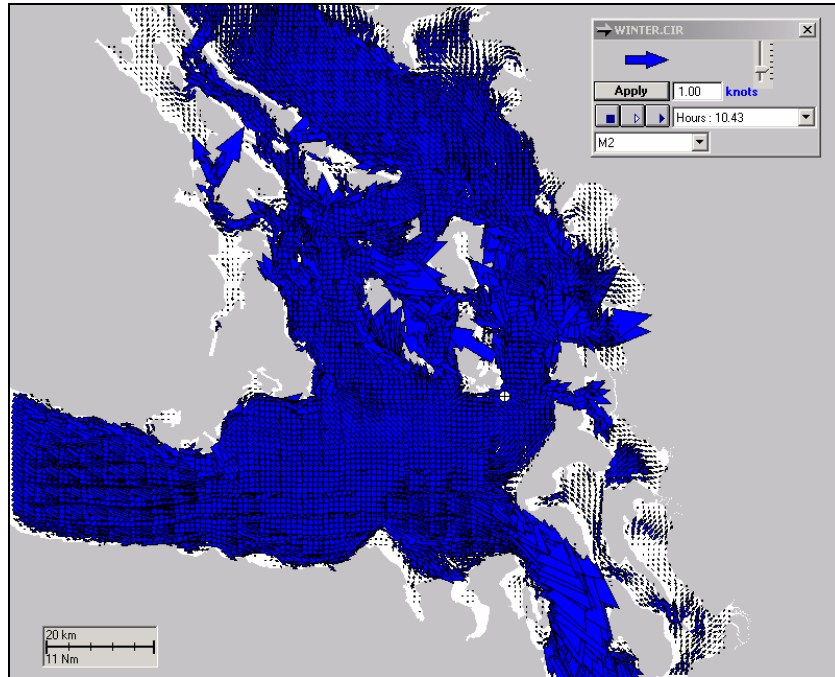 WINTER.CIR
Apply 1.00 knots
Hours : 10.43
M2
20 km
11 Nm